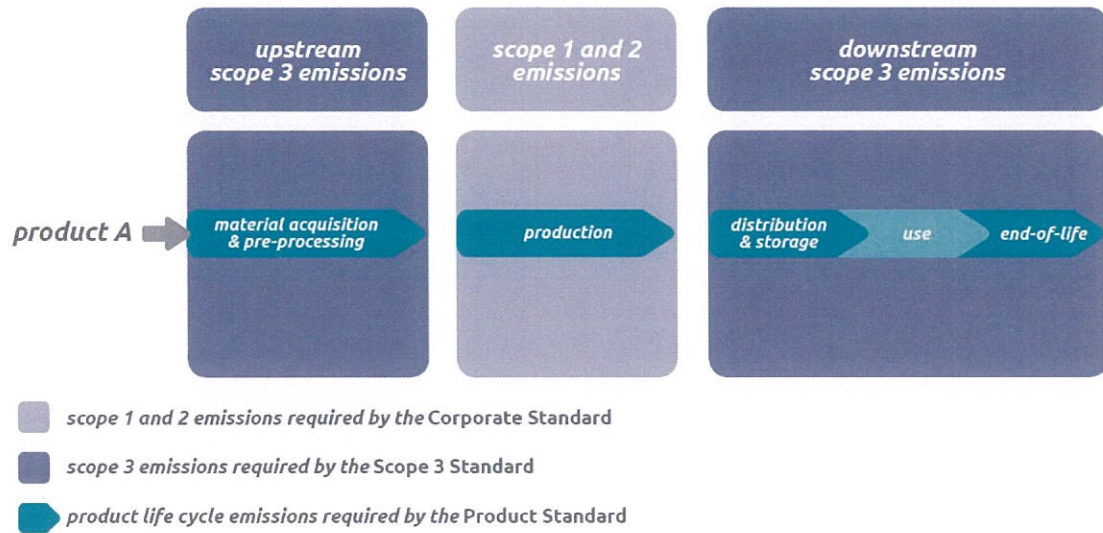 upstream
scope 3 emissions
scope 1 and 2
emissions
downstream
scope 3 emissions
product A
material acquisition
& pre-processing
production
distribution
& storage
use
end-of-life
scope 1 and 2 emissions required by the Corporate Standard
scope 3 emissions required by the Scope 3 Standard
product life cycle emissions required by the Product Standard